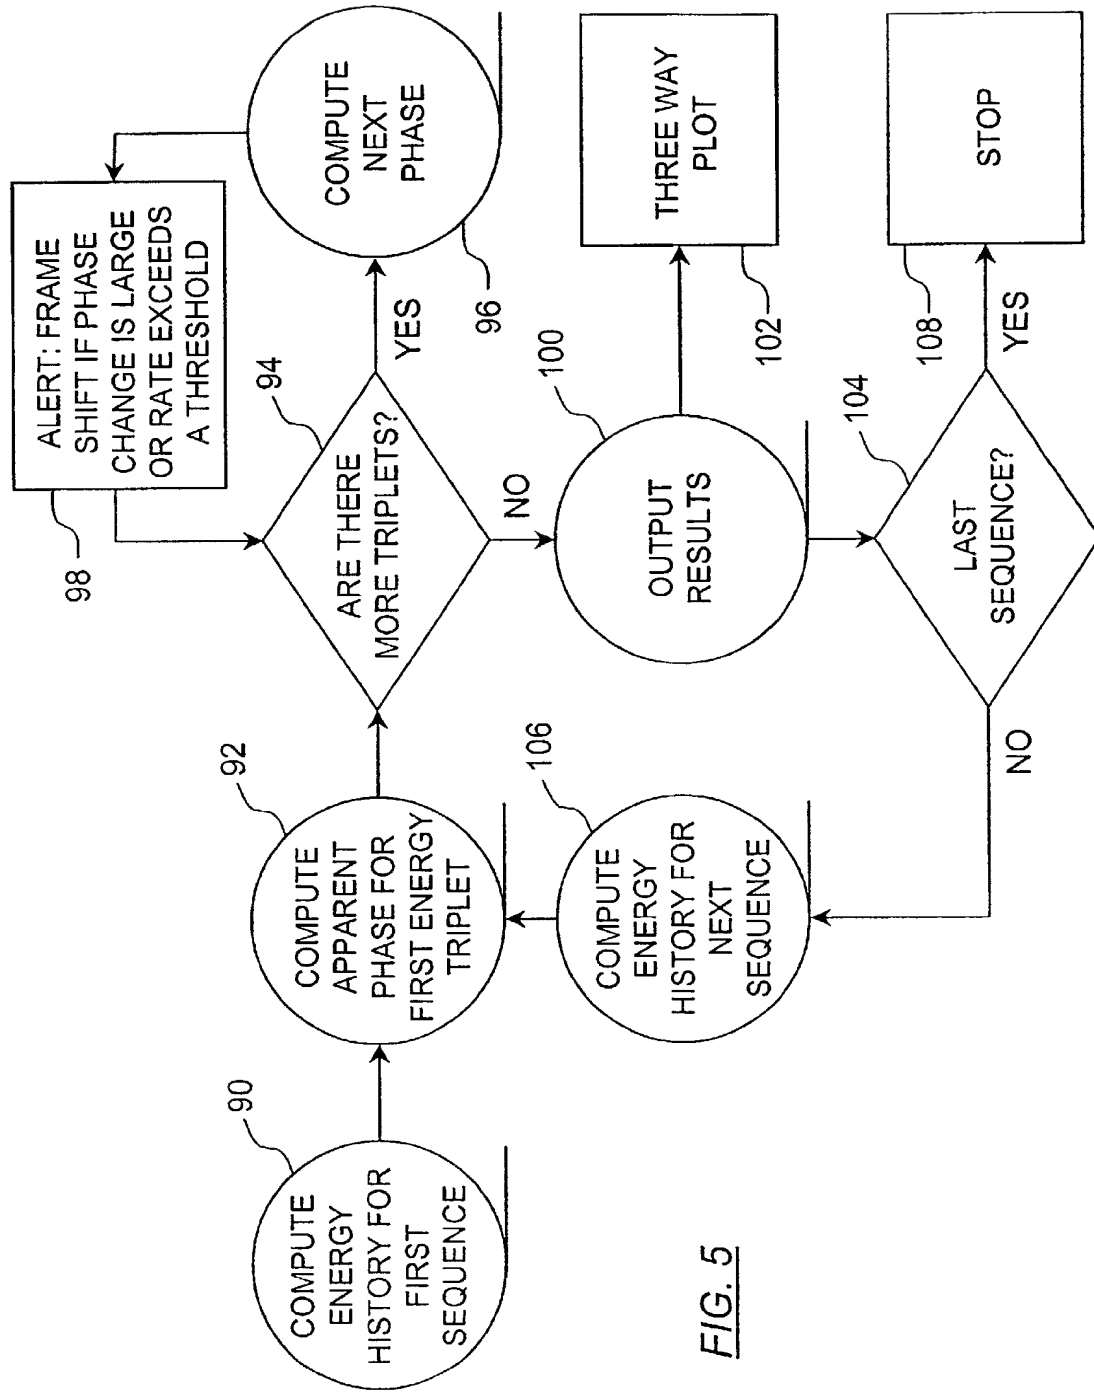 90
COMPUTE
ENERGY
HISTORY FOR
FIRST
SEQUENCE
92
COMPUTE
APPARENT
PHASE FOR
FIRST ENERGY
TRIPLET
94
ARE THERE
MORE TRIPLETS?
YES
NO
96
COMPUTE
NEXT
PHASE
98
ALERT: FRAME
SHIFT IF PHASE
CHANGE IS LARGE
OR RATE EXCEEDS
A THRESHOLD
100
OUTPUT
RESULTS
102
THREE WAY
PLOT
104
LAST
SEQUENCE?
YES
NO
106
COMPUTE
ENERGY
HISTORY FOR
NEXT
SEQUENCE
108
STOP
FIG. 5